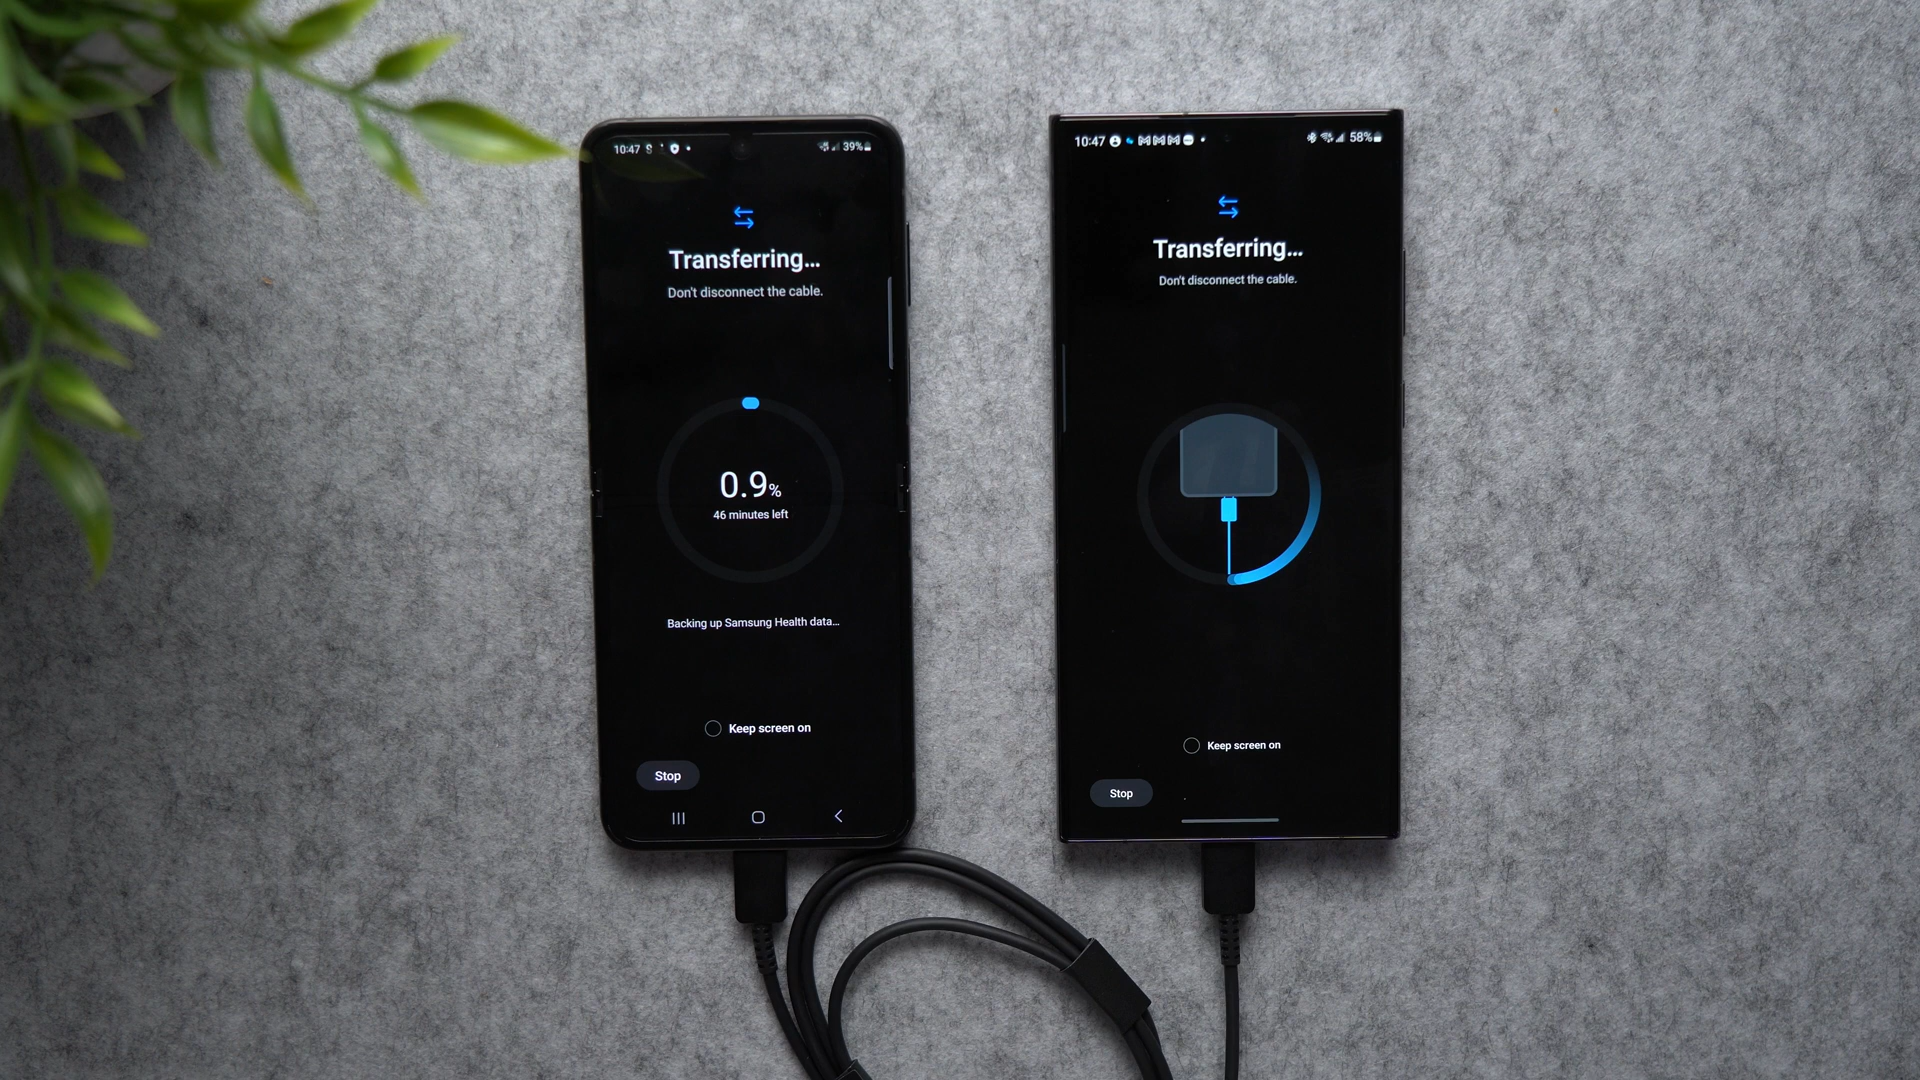 10:47
39%
Transferring...
Don't disconnect the cable.
0.9%
46 minutes left
Backing up Samsung Health data...
Keep screen on
Stop
10:47
58%
Transferring...
Don't disconnect the cable.
Keep screen on
Stop